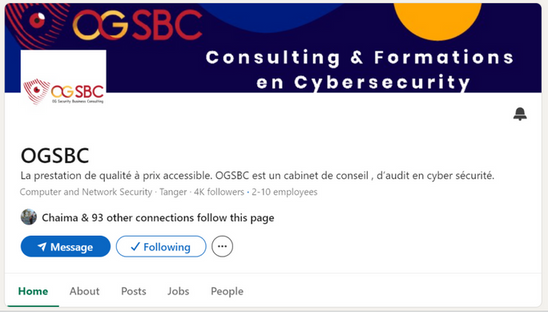 OGSBC
Consulting & Formations
en Cybersecurity
OGSBC
OG Security Business Consulting
OGSBC
La prestation de qualité à prix accessible. OGSBC est un cabinet de conseil , d'audit en cyber sécurité.
Computer and Network Security · Tanger · 4K followers · 2-10 employees
Chaima & 93 other connections follow this page
Message
Following
Home About Posts Jobs People